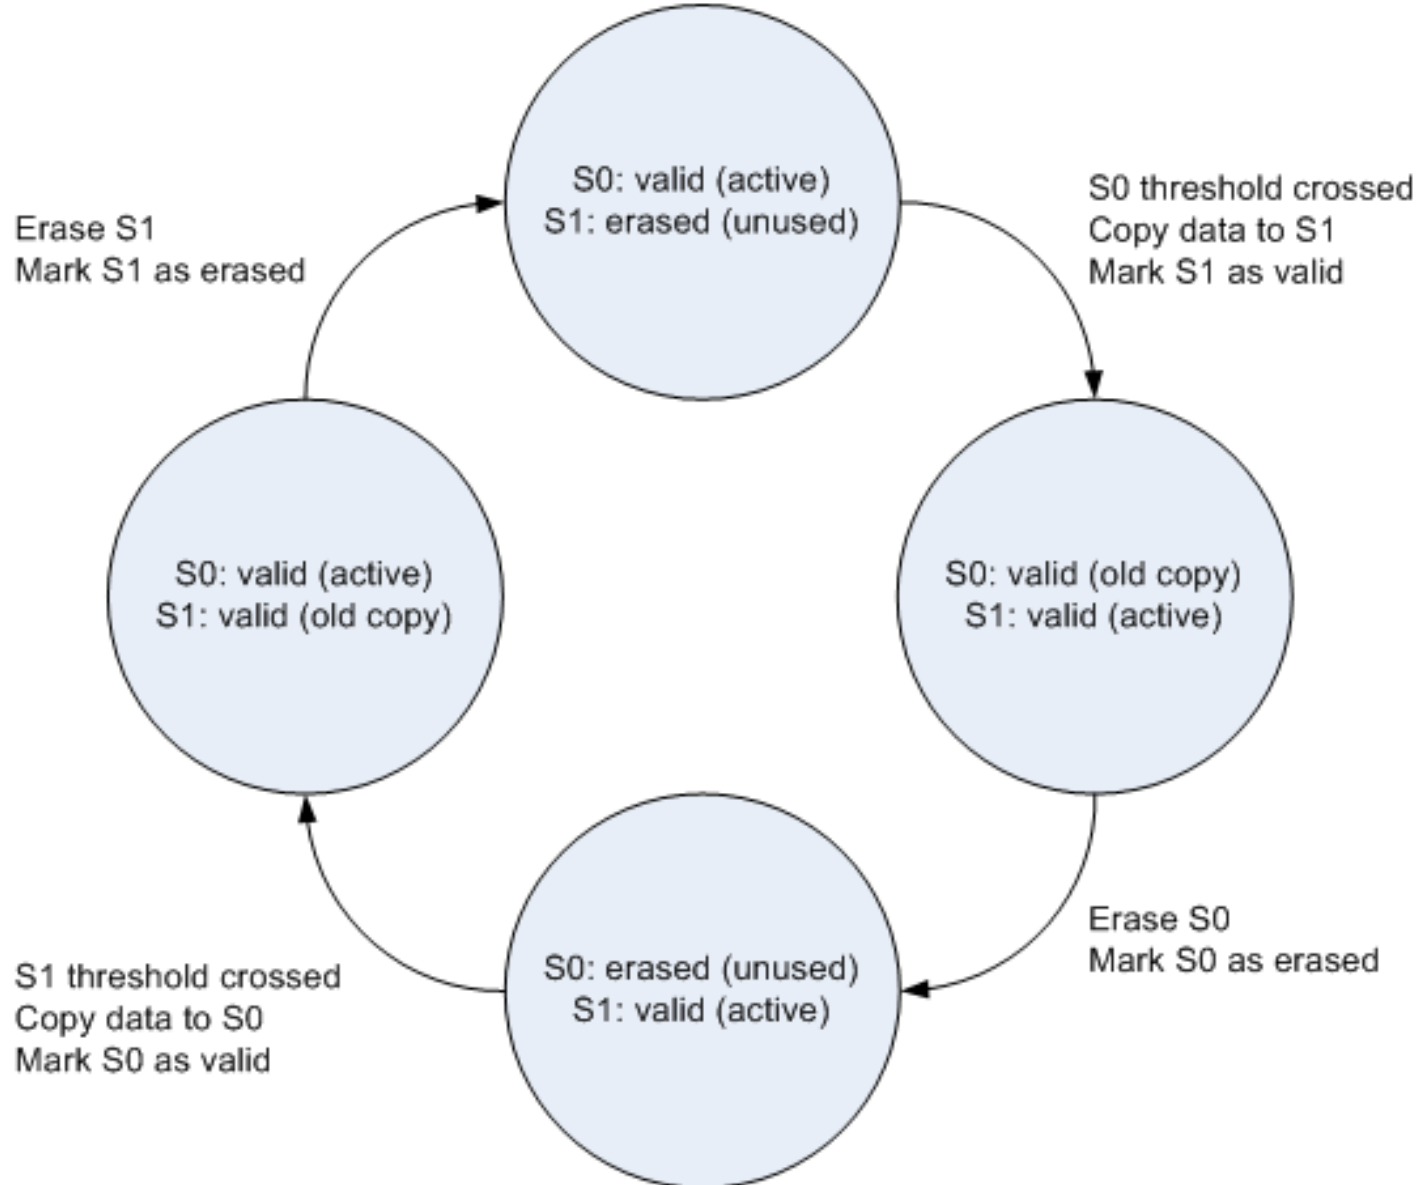 S0: valid (active)
S1: erased (unused)
S0 threshold crossed
Copy data to S1
Mark S1 as valid
Erase S1
Mark S1 as erased
S0: valid (active)
S1: valid (old copy)
S0: valid (old copy)
S1: valid (active)
Erase S0
Mark S0 as erased
S0: erased (unused)
S1: valid (active)
S1 threshold crossed
Copy data to S0
Mark S0 as valid